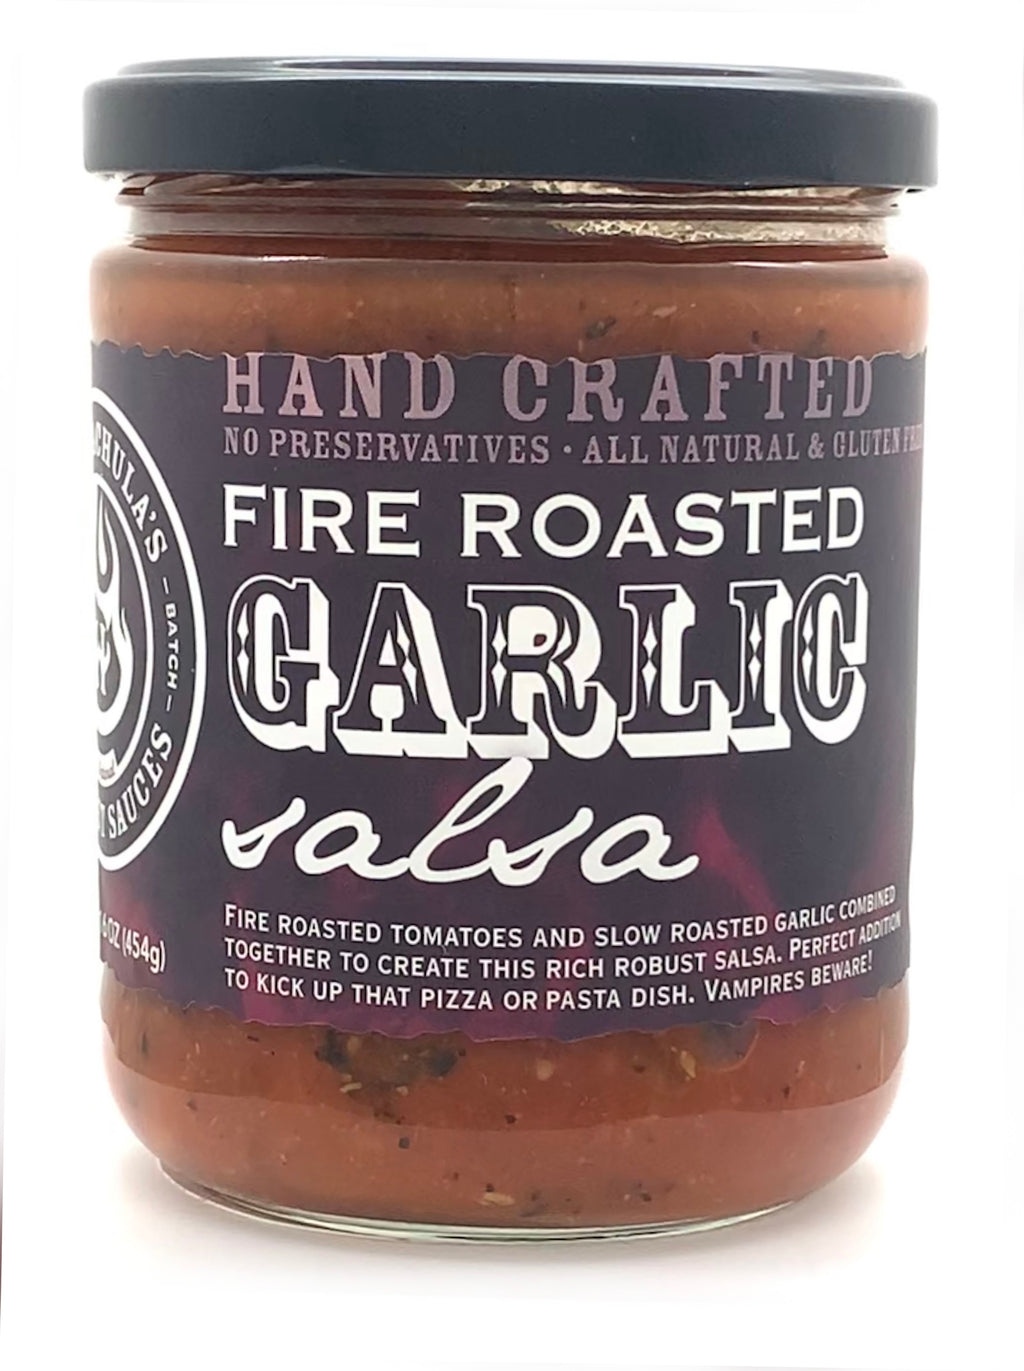 HAND CRAFTED
NO PRESERVATIVES • ALL NATURAL & GLUTEN FREE
FIRE ROASTED
GARLIC
salsa
FIRE ROASTED TOMATOES AND SLOW ROASTED GARLIC COMBINED
TOGETHER TO CREATE THIS RICH ROBUST SALSA. PERFECT ADDITION
TO KICK UP THAT PIZZA OR PASTA DISH. VAMPIRES BEWARE!
- BATCH -
SAUCES
OZ (454g)